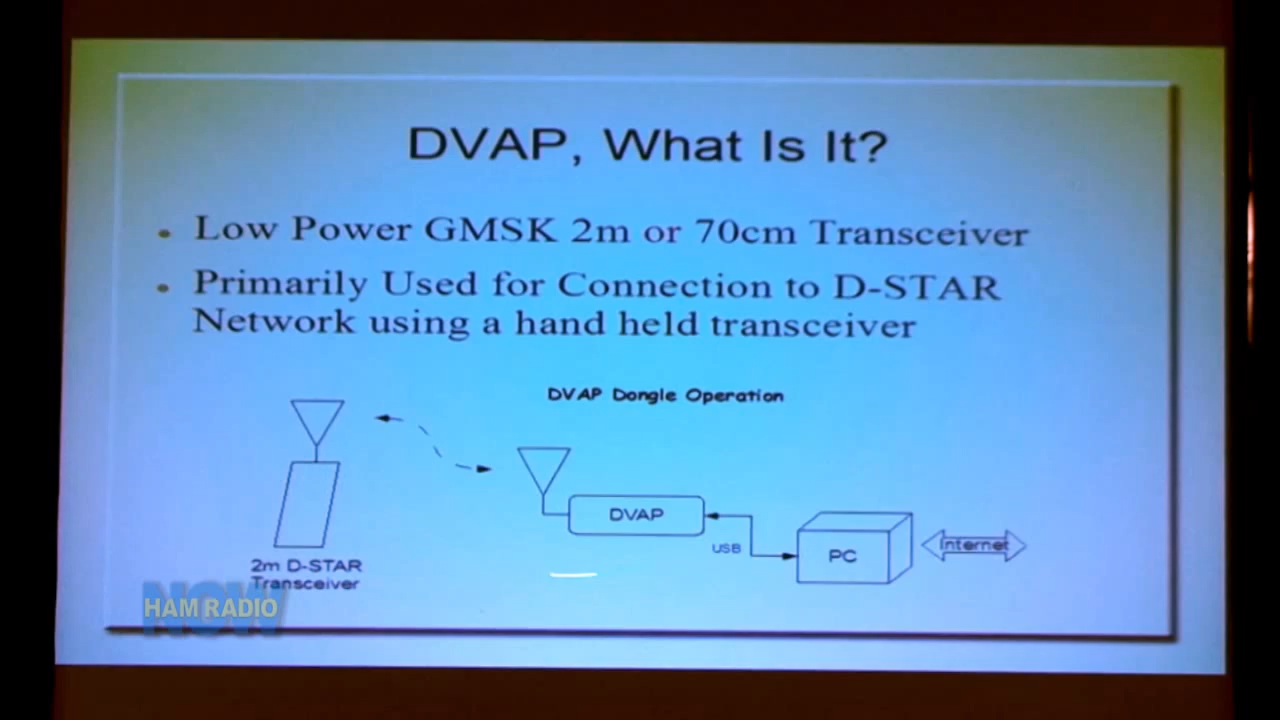 DVAP, What Is It?
Low Power GMSK 2m or 70cm Transceiver
Primarily Used for Connection to D-STAR
Network using a hand held transceiver
DVAP Dongle Operation
DVAP
USB
PC
Internet
2m D-STAR
Transceiver
NOW
HAM RADIO